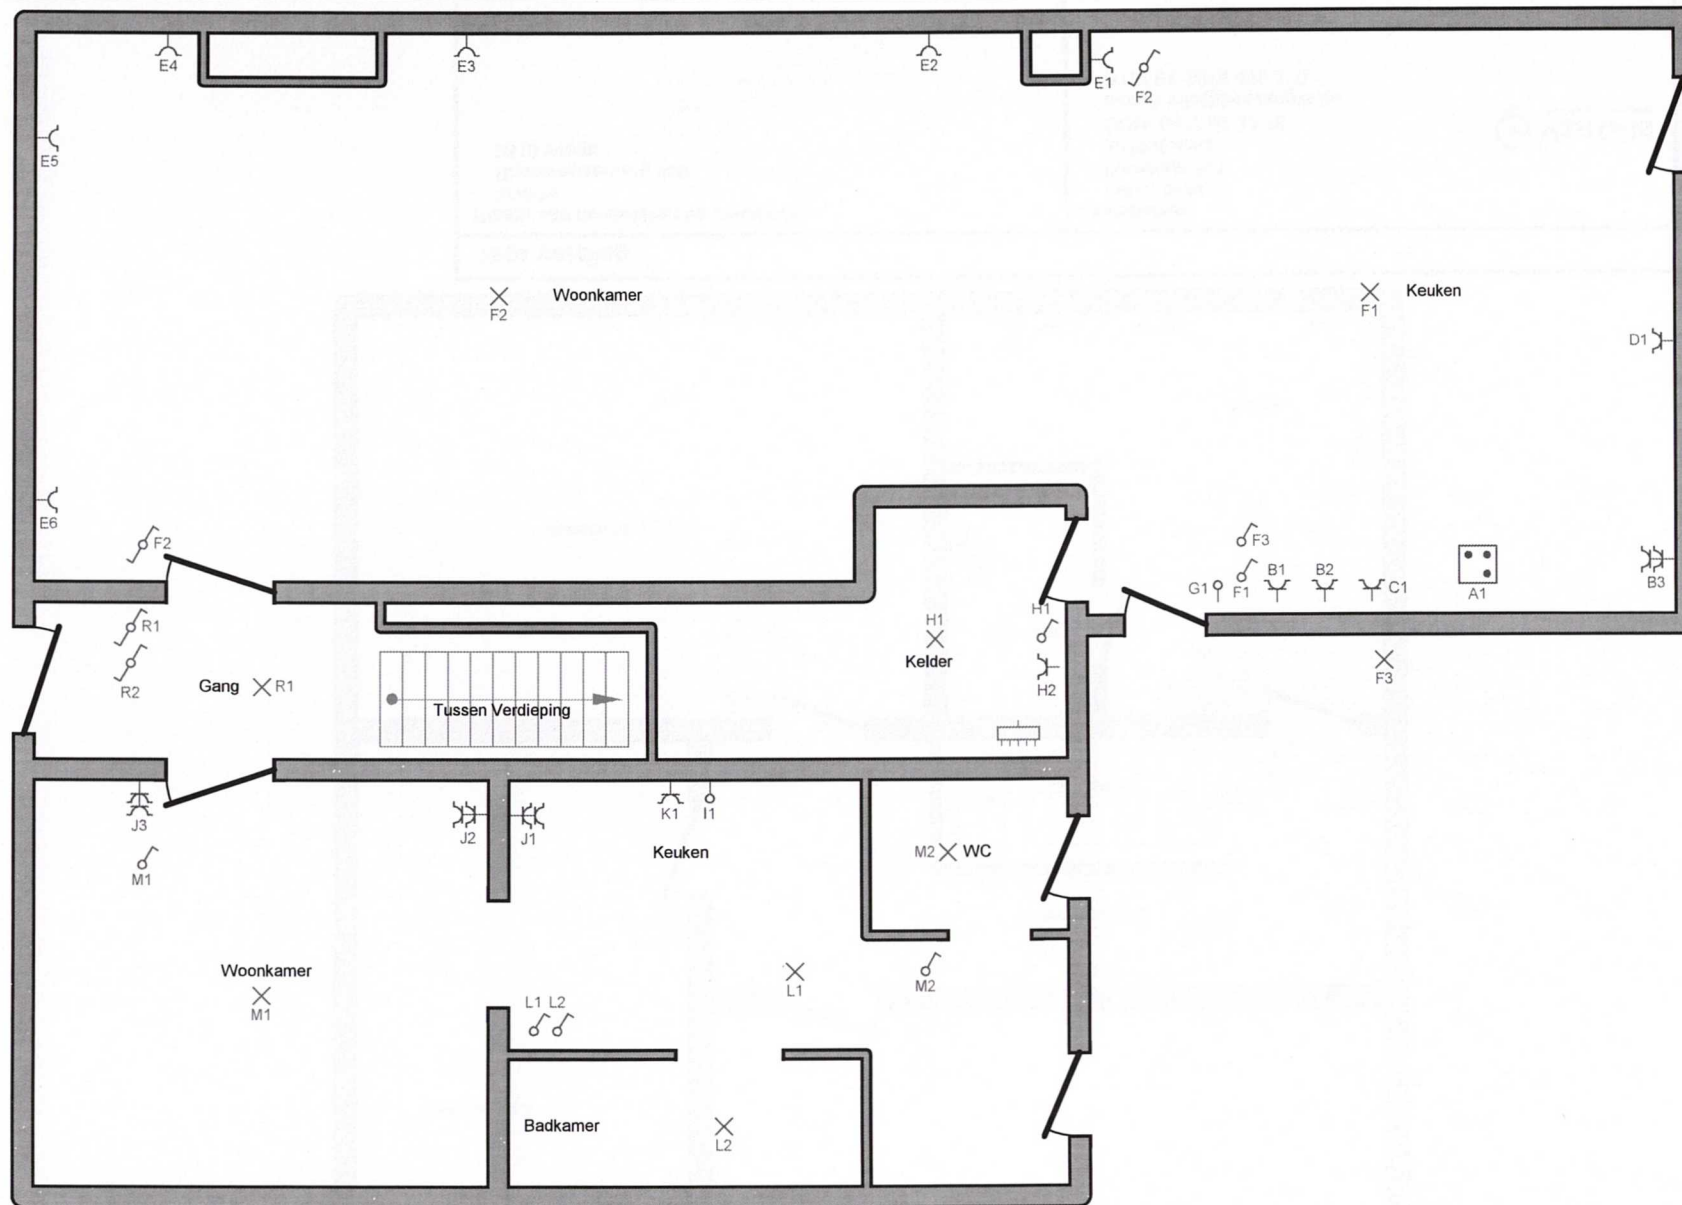 E4
E3
E2
E1
F2
E5
Woonkamer
F2
Keuken
F1
D1
E6
F2
F3
B1
B2
G1
F1
C1
A1
B3
R1
R2
Gang
R1
Tussen Verdieping
H1
H1
Kelder
H2
F3
J3
J2
J1
K1
I1
Keuken
M2
WC
M1
Woonkamer
M1
L1
M2
L1 L2
Badkamer
L2